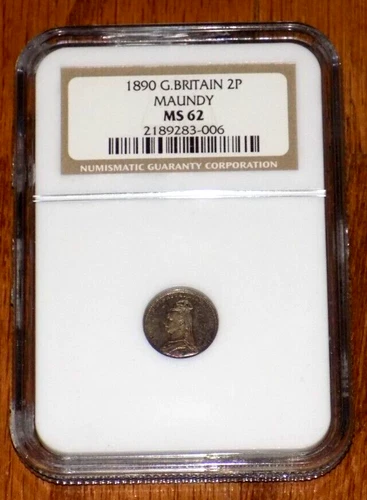 1890 G.BRITAIN 2P
MAUNDY
MS 62
2189283-006
NUMISMATIC GUARANTY CORPORATION